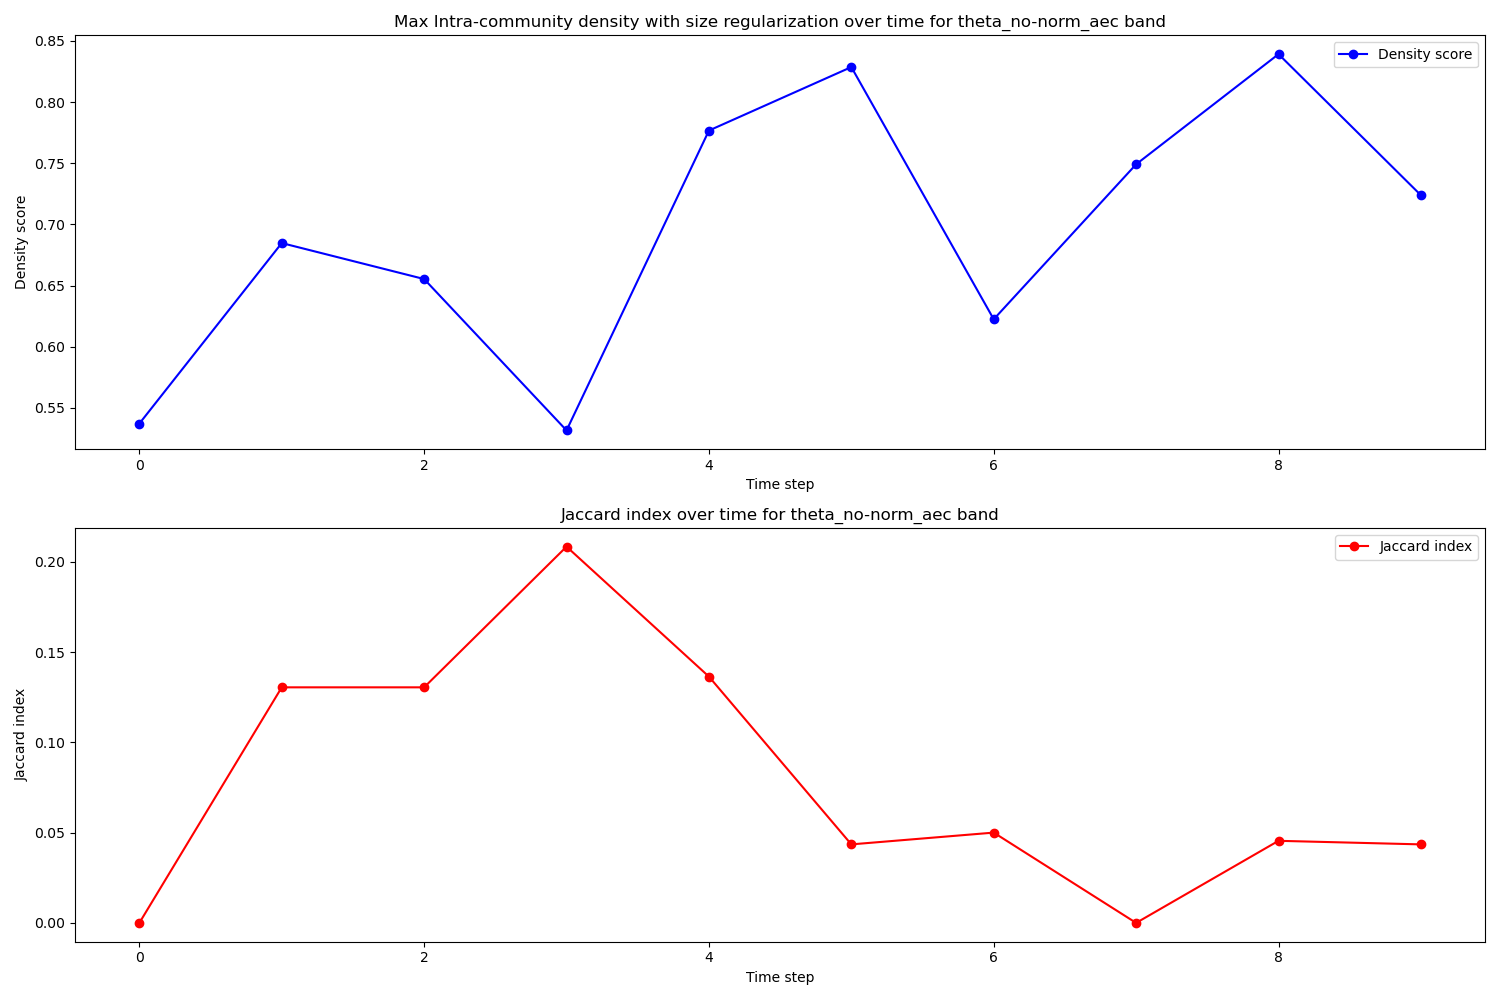 Max Intra-community density with size regularization over time for theta_no-norm_aec band
Density score
0.85
0.80
0.75
0.70
0.65
0.60
0.55
Density score
0 2 4 6 8
Time step
Jaccard index over time for theta_no-norm_aec band
Jaccard index
0.20
0.15
0.10
0.05
0.00
Jaccard index
0 2 4 6 8
Time step